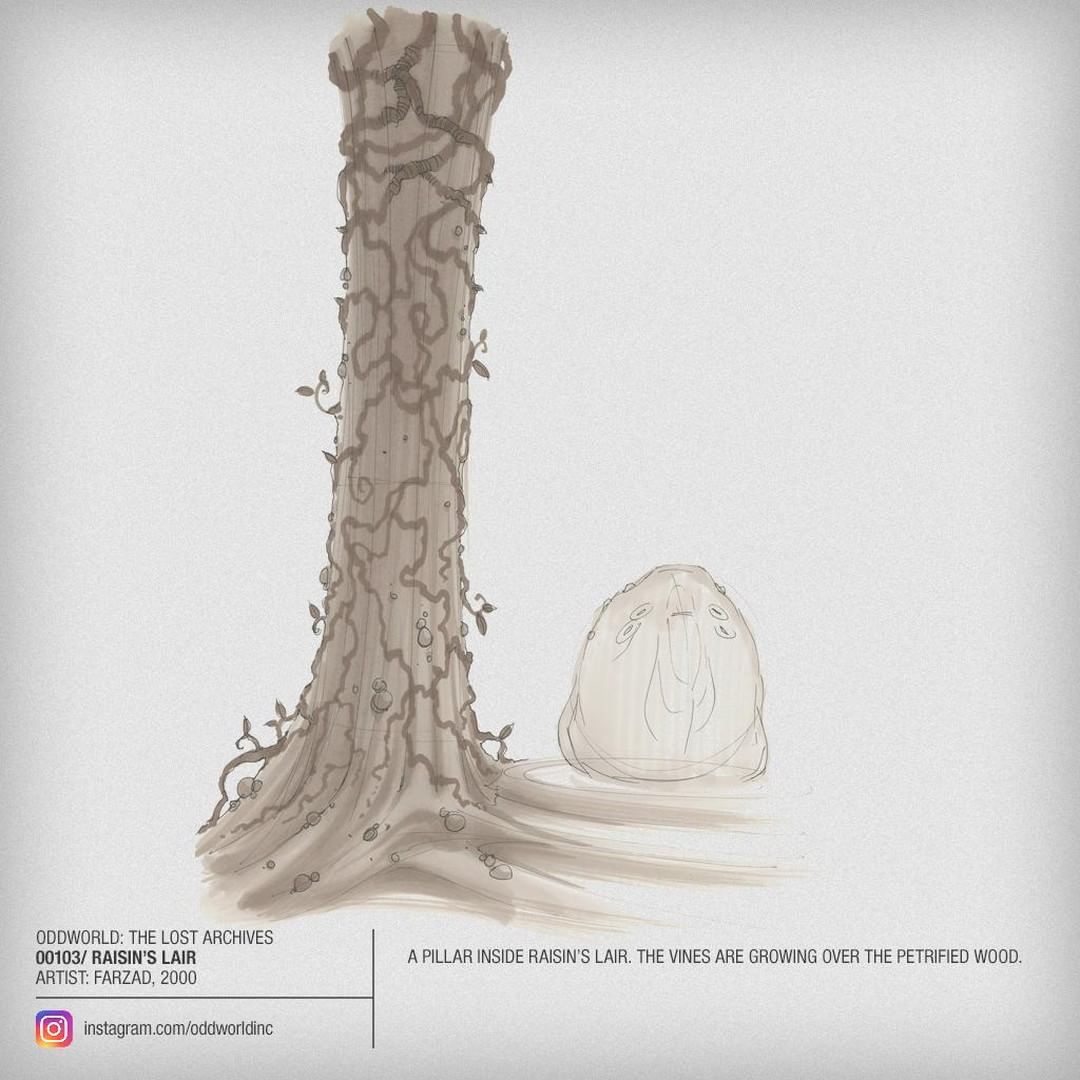 ODDWORLD: THE LOST ARCHIVES
00103/ RAISIN'S LAIR
ARTIST: FARZAD, 2000
instagram.com/oddworldinc
A PILLAR INSIDE RAISIN'S LAIR. THE VINES ARE GROWING OVER THE PETRIFIED WOOD.